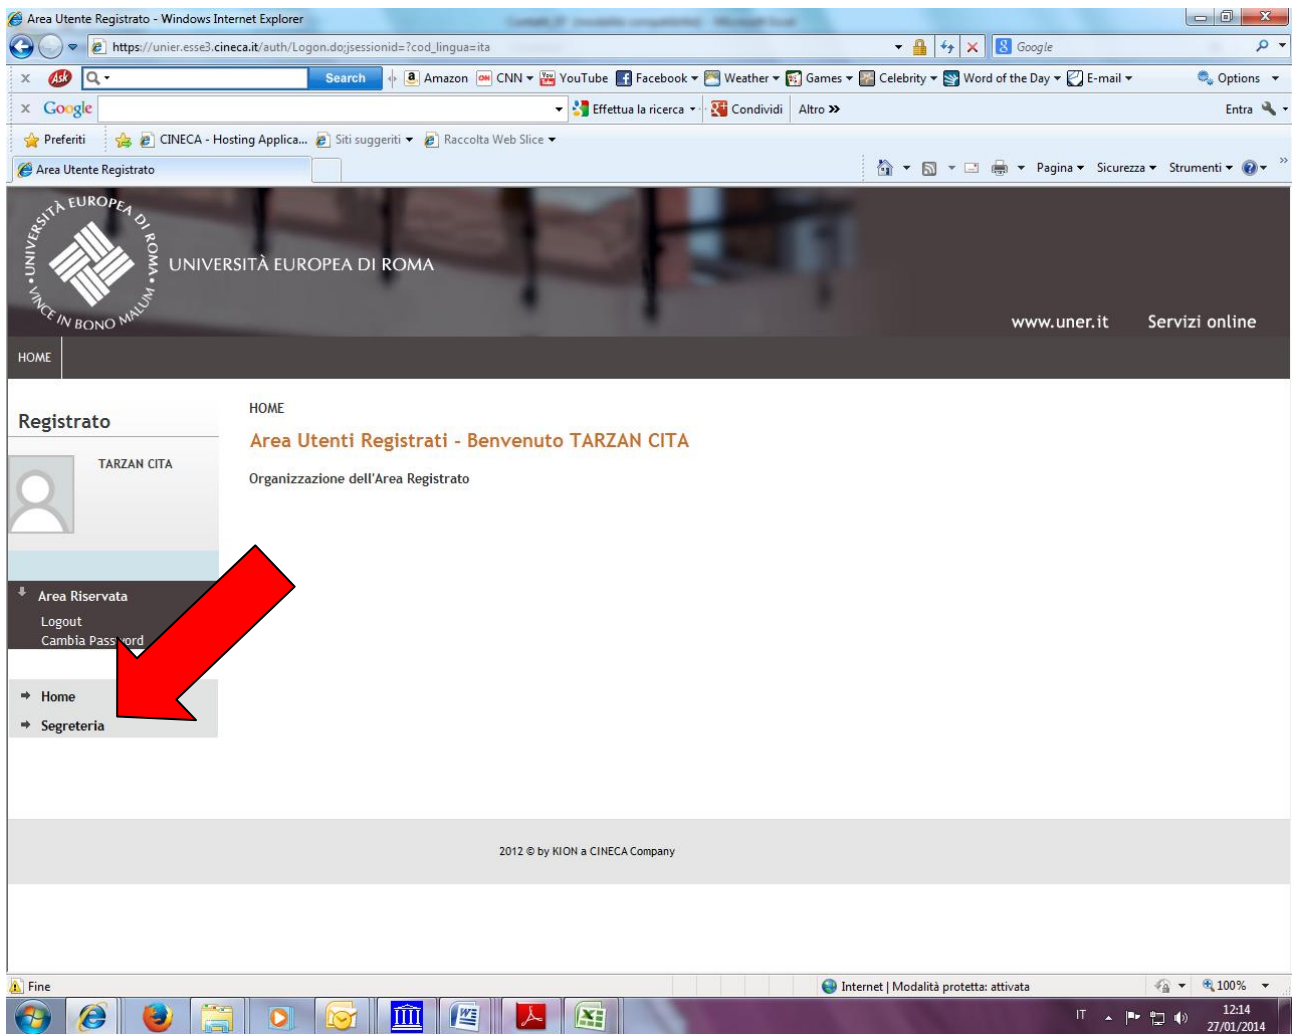 Area Utente Registrato - Windows Internet Explorer
https://unier.esse3.cineca.it/auth/Logon.do;jsessionid=?cod_lingua=ita
Google
Ask Search Amazon CNN YouTube Facebook Weather Games Celebrity Word of the Day E-mail Options
x Google Effettua la ricerca Condividi Altro » Entra
Preferiti CINECA - Hosting Applica... Siti suggeriti Raccolta Web Slice
Area Utente Registrato Pagina Sicurezza Strumenti »
• UNIVERSITÀ EUROPEA DI ROMA • VINCE IN BONO MALUM
UNIVERSITÀ EUROPEA DI ROMA
www.uner.it Servizi online
HOME
Registrato
TARZAN CITA
HOME
Area Utenti Registrati - Benvenuto TARZAN CITA
Organizzazione dell'Area Registrato
Area Riservata
Logout
Cambia Password
Home
Segreteria
2012 © by KION a CINECA Company
Fine Internet | Modalità protetta: attivata 100%
IT 12:14
27/01/2014